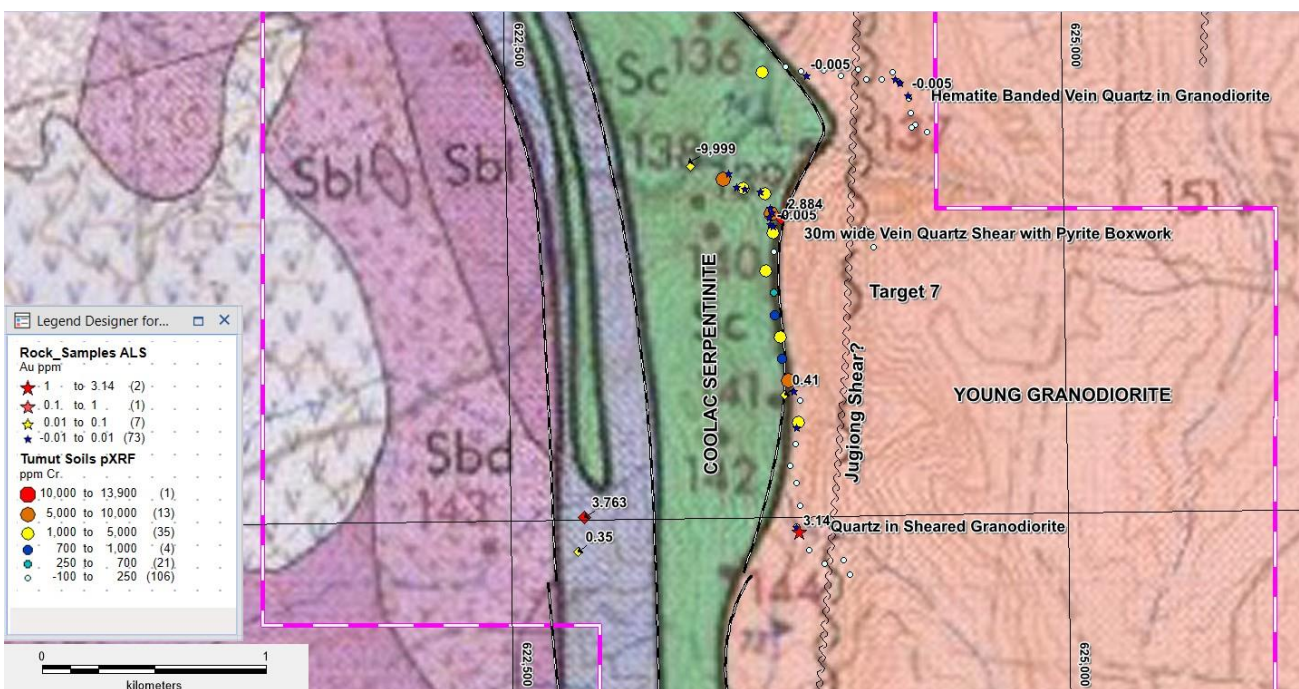 622,500
625,000
Sc
136
-0.005
-0.005
Hematite Banded Vein Quartz in Granodiorite
-9,999
138
Sbl
Sbl
151
2.884
-0.005
30m wide Vein Quartz Shear with Pyrite Boxwork
Target 7
COOLAC SERPENTINITE
Sc
Jugiong Shear?
0.41
YOUNG GRANODIORITE
Sbd
143
142
3.763
0.35
3.14
Quartz in Sheared Granodiorite
144
622,500
625,000
Legend Designer for...
Rock_Samples ALS
Au ppm
1 to 3.14 (2)
0.1 to 1 (1)
0.01 to 0.1 (7)
-0.01 to 0.01 (73)
Tumut Soils pXRF
ppm Cr.
10,000 to 13,900 (1)
5,000 to 10,000 (13)
1,000 to 5,000 (35)
700 to 1,000 (4)
250 to 700 (21)
-100 to 250 (106)
0 1
kilometers